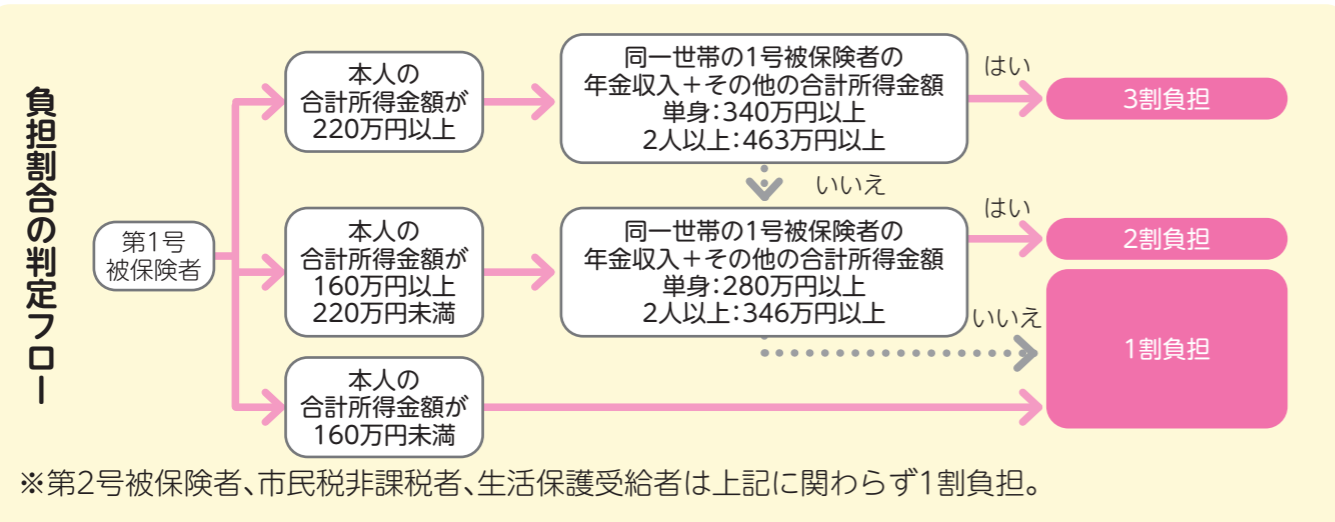 負担割合の判定フロー
第1号
被保険者
本人の
合計所得金額が
220万円以上
同一世帯の1号被保険者の
年金収入＋その他の合計所得金額
単身：340万円以上
2人以上：463万円以上
はい
3割負担
いいえ
本人の
合計所得金額が
160万円以上
220万円未満
同一世帯の1号被保険者の
年金収入＋その他の合計所得金額
単身：280万円以上
2人以上：346万円以上
はい
2割負担
いいえ
1割負担
本人の
合計所得金額が
160万円未満
※第2号被保険者、市民税非課税者、生活保護受給者は上記に関わらず1割負担。